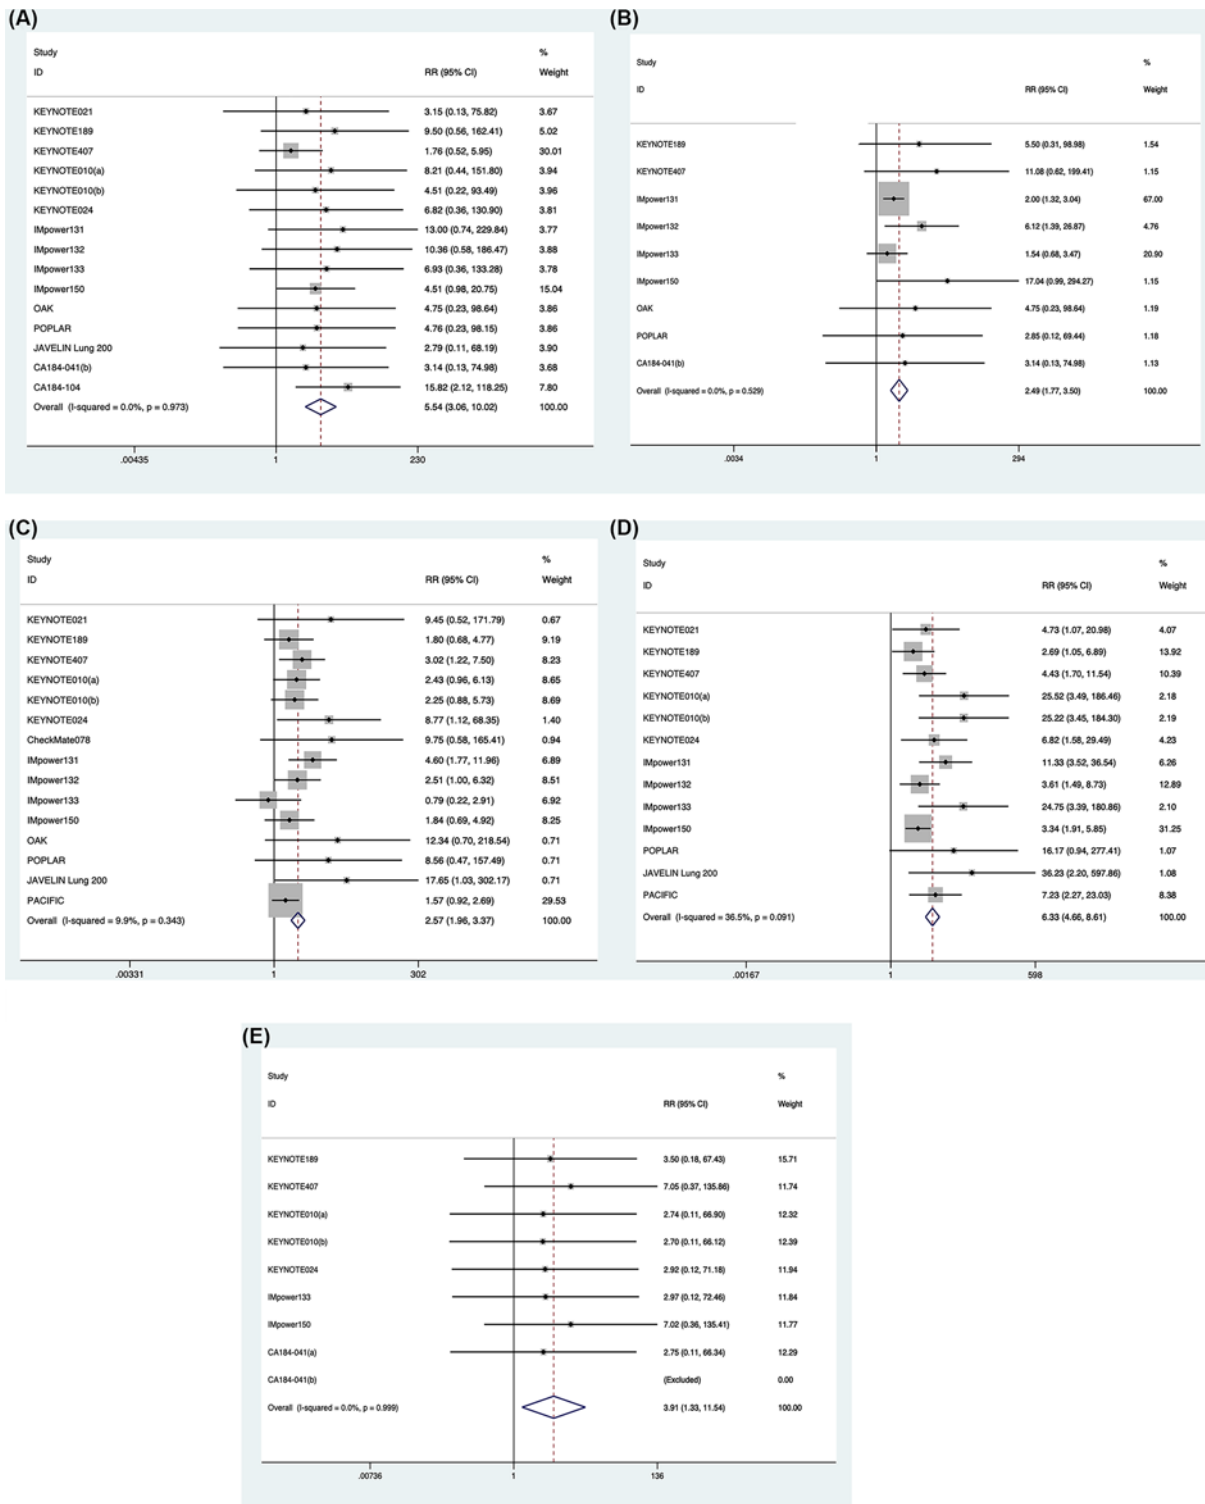 (A)
Study %
ID RR (95% CI) Weight
KEYNOTE021 3.15 (0.13, 75.82) 3.67
KEYNOTE189 9.50 (0.56, 162.41) 5.02
KEYNOTE407 1.76 (0.52, 5.95) 30.01
KEYNOTE010(a) 8.21 (0.44, 151.80) 3.94
KEYNOTE010(b) 4.51 (0.22, 93.49) 3.96
KEYNOTE024 6.82 (0.36, 130.90) 3.81
IMpower131 13.00 (0.74, 229.84) 3.77
IMpower132 10.36 (0.58, 186.47) 3.88
IMpower133 6.93 (0.36, 133.28) 3.78
IMpower150 4.51 (0.98, 20.75) 15.04
OAK 4.75 (0.23, 98.64) 3.86
POPLAR 4.76 (0.23, 98.15) 3.86
JAVELIN Lung 200 2.79 (0.11, 68.19) 3.90
CA184-041(b) 3.14 (0.13, 74.98) 3.68
CA184-104 15.82 (2.12, 118.25) 7.80
Overall (I-squared = 0.0%, p = 0.973) 5.54 (3.06, 10.02) 100.00
.00435 1 230
(B)
Study %
ID RR (95% CI) Weight
KEYNOTE189 5.50 (0.31, 98.98) 1.54
KEYNOTE407 11.08 (0.62, 199.41) 1.15
IMpower131 2.00 (1.32, 3.04) 67.00
IMpower132 6.12 (1.39, 26.87) 4.76
IMpower133 1.54 (0.68, 3.47) 20.90
IMpower150 17.04 (0.99, 294.27) 1.15
OAK 4.75 (0.23, 98.64) 1.19
POPLAR 2.85 (0.12, 69.44) 1.18
CA184-041(b) 3.14 (0.13, 74.98) 1.13
Overall (I-squared = 0.0%, p = 0.529) 2.49 (1.77, 3.50) 100.00
.0034 1 294
(C)
Study %
ID RR (95% CI) Weight
KEYNOTE021 9.45 (0.52, 171.79) 0.67
KEYNOTE189 1.80 (0.68, 4.77) 9.19
KEYNOTE407 3.02 (1.22, 7.50) 8.23
KEYNOTE010(a) 2.43 (0.96, 6.13) 8.65
KEYNOTE010(b) 2.25 (0.88, 5.73) 8.69
KEYNOTE024 8.77 (1.12, 68.35) 1.40
CheckMate078 9.75 (0.58, 165.41) 0.94
IMpower131 4.60 (1.77, 11.96) 6.89
IMpower132 2.51 (1.00, 6.32) 8.51
IMpower133 0.79 (0.22, 2.91) 6.92
IMpower150 1.84 (0.69, 4.92) 8.25
OAK 12.34 (0.70, 218.54) 0.71
POPLAR 8.56 (0.47, 157.49) 0.71
JAVELIN Lung 200 17.65 (1.03, 302.17) 0.71
PACIFIC 1.57 (0.92, 2.69) 29.53
Overall (I-squared = 9.9%, p = 0.343) 2.57 (1.96, 3.37) 100.00
.00331 1 302
(D)
Study %
ID RR (95% CI) Weight
KEYNOTE021 4.73 (1.07, 20.98) 4.07
KEYNOTE189 2.69 (1.05, 6.89) 13.92
KEYNOTE407 4.43 (1.70, 11.54) 10.39
KEYNOTE010(a) 25.52 (3.49, 186.46) 2.18
KEYNOTE010(b) 25.22 (3.45, 184.30) 2.19
KEYNOTE024 6.82 (1.58, 29.49) 4.23
IMpower131 11.33 (3.52, 36.54) 6.26
IMpower132 3.61 (1.49, 8.73) 12.89
IMpower133 24.75 (3.39, 180.86) 2.10
IMpower150 3.34 (1.91, 5.85) 31.25
POPLAR 16.17 (0.94, 277.41) 1.07
JAVELIN Lung 200 36.23 (2.20, 597.86) 1.08
PACIFIC 7.23 (2.27, 23.03) 8.38
Overall (I-squared = 36.5%, p = 0.091) 6.33 (4.66, 8.61) 100.00
.00167 1 598
(E)
Study %
ID RR (95% CI) Weight
KEYNOTE189 3.50 (0.18, 67.43) 15.71
KEYNOTE407 7.05 (0.37, 135.86) 11.74
KEYNOTE010(a) 2.74 (0.11, 66.90) 12.32
KEYNOTE010(b) 2.70 (0.11, 66.12) 12.39
KEYNOTE024 2.92 (0.12, 71.18) 11.94
IMpower133 2.97 (0.12, 72.46) 11.84
IMpower150 7.02 (0.36, 135.41) 11.77
CA184-041(a) 2.75 (0.11, 66.34) 12.29
CA184-041(b) (Excluded) 0.00
Overall (I-squared = 0.0%, p = 0.999) 3.91 (1.33, 11.54) 100.00
.00736 1 136